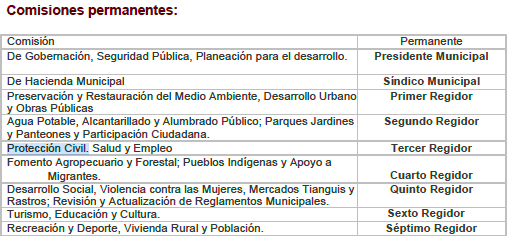 Comisiones permanentes:
Comisión Permanente
De Gobernación, Seguridad Pública, Planeación para el desarrollo. Presidente Municipal
De Hacienda Municipal Síndico Municipal
Preservación y Restauración del Medio Ambiente, Desarrollo Urbano Primer Regidor
y Obras Públicas
Agua Potable, Alcantarillado y Alumbrado Público; Parques Jardines Segundo Regidor
y Panteones y Participación Ciudadana.
Protección Civil. Salud y Empleo Tercer Regidor
Fomento Agropecuario y Forestal; Pueblos Indígenas y Apoyo a
Migrantes. Cuarto Regidor
Desarrollo Social, Violencia contra las Mujeres, Mercados Tianguis y Quinto Regidor
Rastros; Revisión y Actualización de Reglamentos Municipales.
Turismo, Educación y Cultura. Sexto Regidor
Recreación y Deporte, Vivienda Rural y Población. Séptimo Regidor